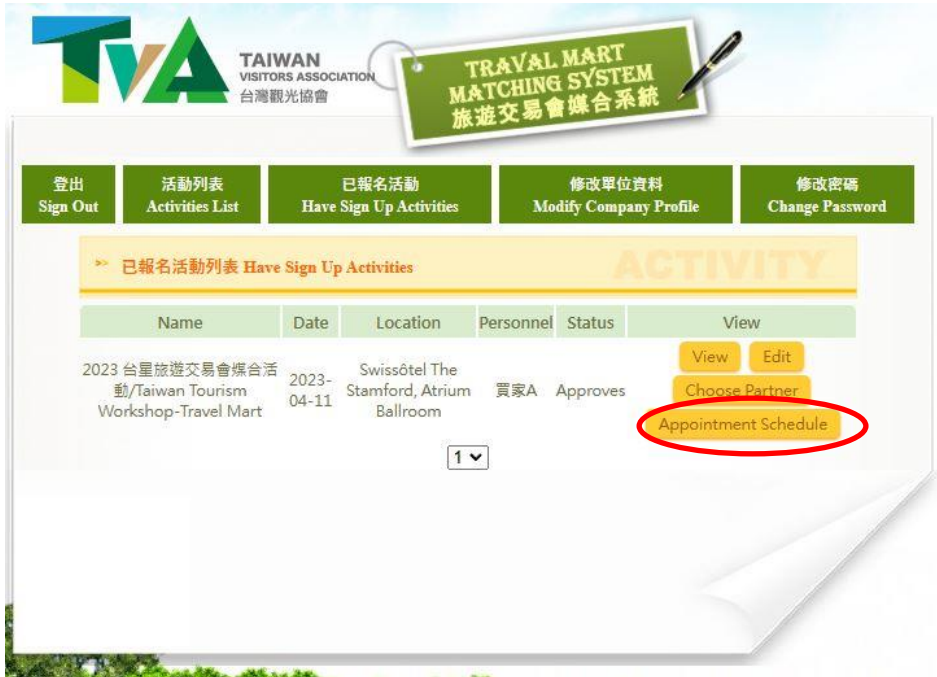 TVA
TAIWAN
VISITORS ASSOCIATION
台灣觀光協會
TRAVAL MART
MATCHING SYSTEM
旅遊交易會媒合系統
登出
Sign Out
活動列表
Activities List
已報名活動
Have Sign Up Activities
修改單位資料
Modify Company Profile
修改密碼
Change Password
已報名活動列表 Have Sign Up Activities
ACTIVITY
Name Date Location Personnel Status View
2023 台星旅遊交易會媒合活
動/Taiwan Tourism
Workshop-Travel Mart
2023-
04-11
Swissôtel The
Stamford, Atrium
Ballroom
買家A
Approves
View Edit
Choose Partner
Appointment Schedule
1